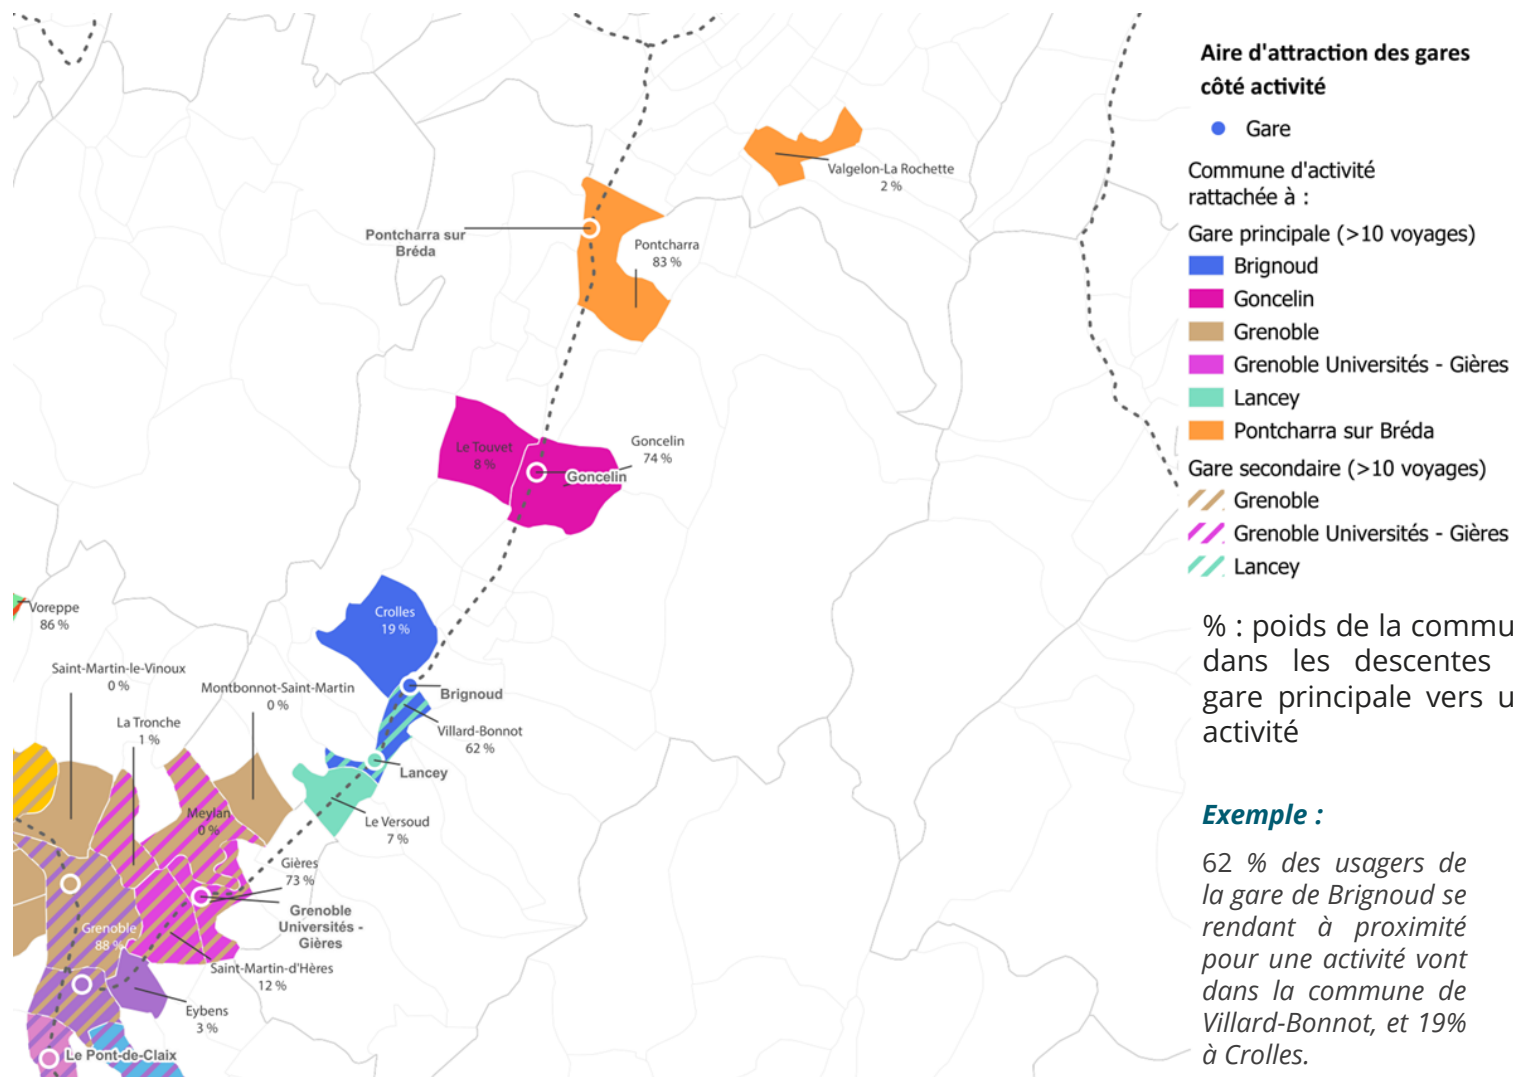 Valgelon-La Rochette
2 %
Pontcharra sur
Bréda
Pontcharra
83 %
Le Touvet
8 %
Goncelin
74 %
Goncelin
Crolles
19 %
Brignoud
Villard-Bonnot
62 %
Lancey
Le Versoud
7 %
Voreppe
86 %
Saint-Martin-le-Vinoux
0 %
Montbonnot-Saint-Martin
0 %
La Tronche
1 %
Meylan
0 %
Gières
73 %
Grenoble
Universités -
Gières
Grenoble
88 %
Saint-Martin-d'Hères
12 %
Eybens
3 %
Le Pont-de-Claix
Aire d'attraction des gares
côté activité
Gare
Commune d'activité
rattachée à :
Gare principale (>10 voyages)
Brignoud
Goncelin
Grenoble
Grenoble Universités - Gières
Lancey
Pontcharra sur Bréda
Gare secondaire (>10 voyages)
Grenoble
Grenoble Universités - Gières
Lancey
% : poids de la commu
dans les descentes
gare principale vers u
activité
Exemple :
62 % des usagers de
la gare de Brignoud se
rendant à proximité
pour une activité vont
dans la commune de
Villard-Bonnot, et 19%
à Crolles.